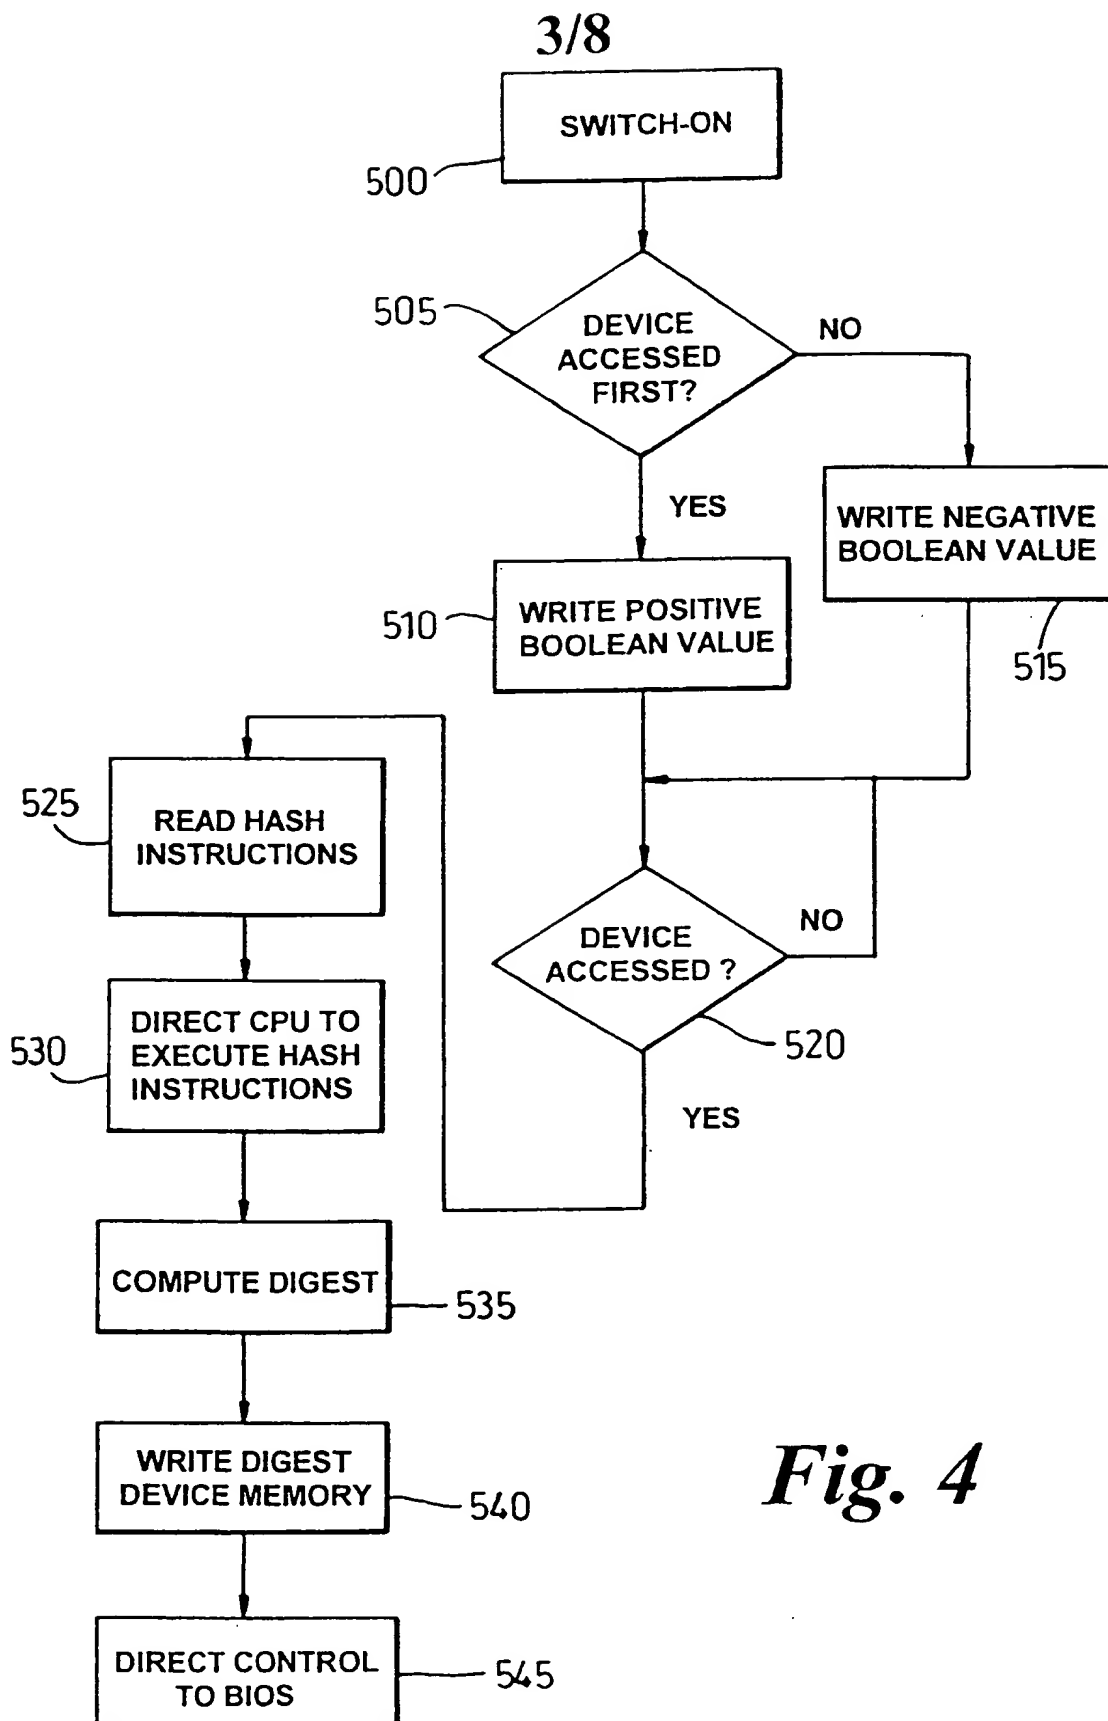 3/8
SWITCH-ON
500
505
DEVICE
ACCESSED
FIRST?
NO
YES
WRITE NEGATIVE
BOOLEAN VALUE
515
510
WRITE POSITIVE
BOOLEAN VALUE
525
READ HASH
INSTRUCTIONS
DEVICE
ACCESSED ?
NO
520
YES
530
DIRECT CPU TO
EXECUTE HASH
INSTRUCTIONS
COMPUTE DIGEST
535
WRITE DIGEST
DEVICE MEMORY
540
DIRECT CONTROL
TO BIOS
545
Fig. 4